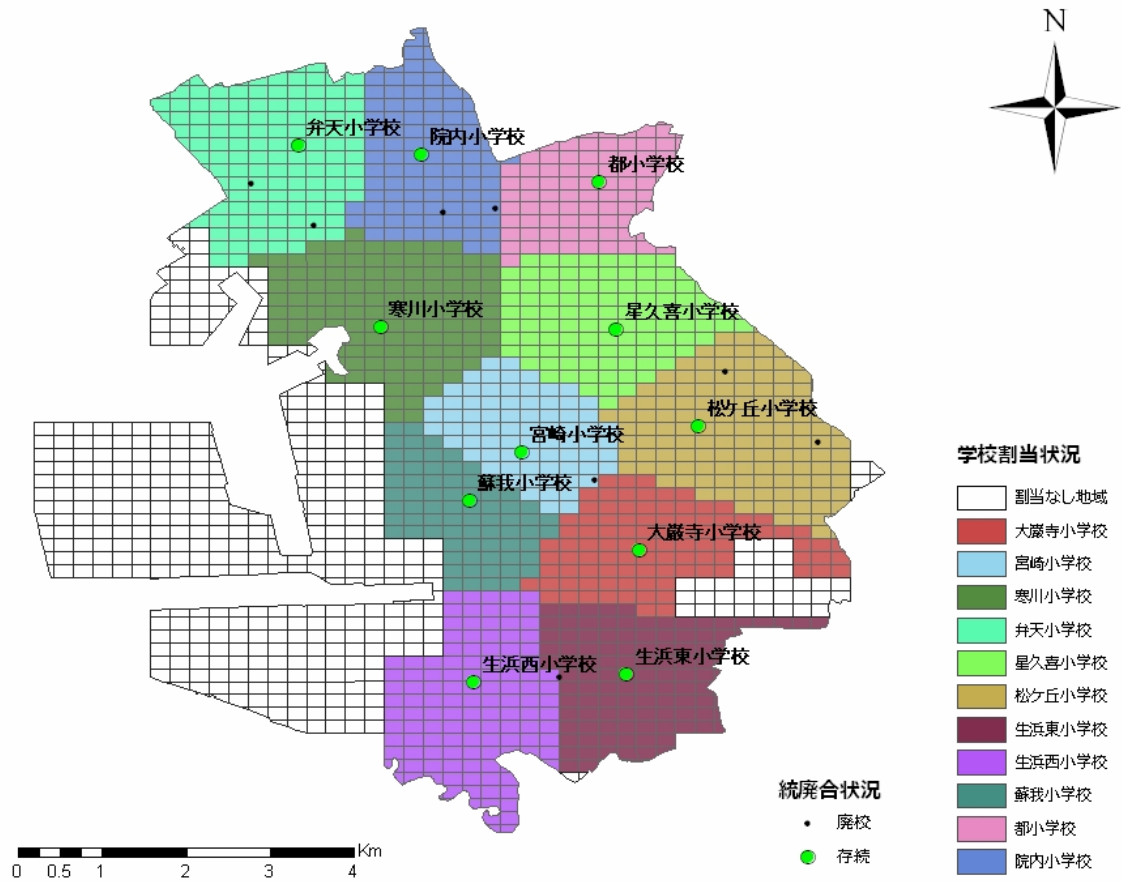 N
弁天小学校
院内小学校
都小学校
寒川小学校
星久喜小学校
松ケ丘小学校
宮崎小学校
蘇我小学校
大巌寺小学校
生浜西小学校
生浜東小学校
学校割当状況
割当なし地域
大巌寺小学校
宮崎小学校
寒川小学校
弁天小学校
星久喜小学校
松ケ丘小学校
生浜東小学校
生浜西小学校
蘇我小学校
都小学校
院内小学校
統廃合状況
廃校
存続
Km
0 0.5 1 2 3 4